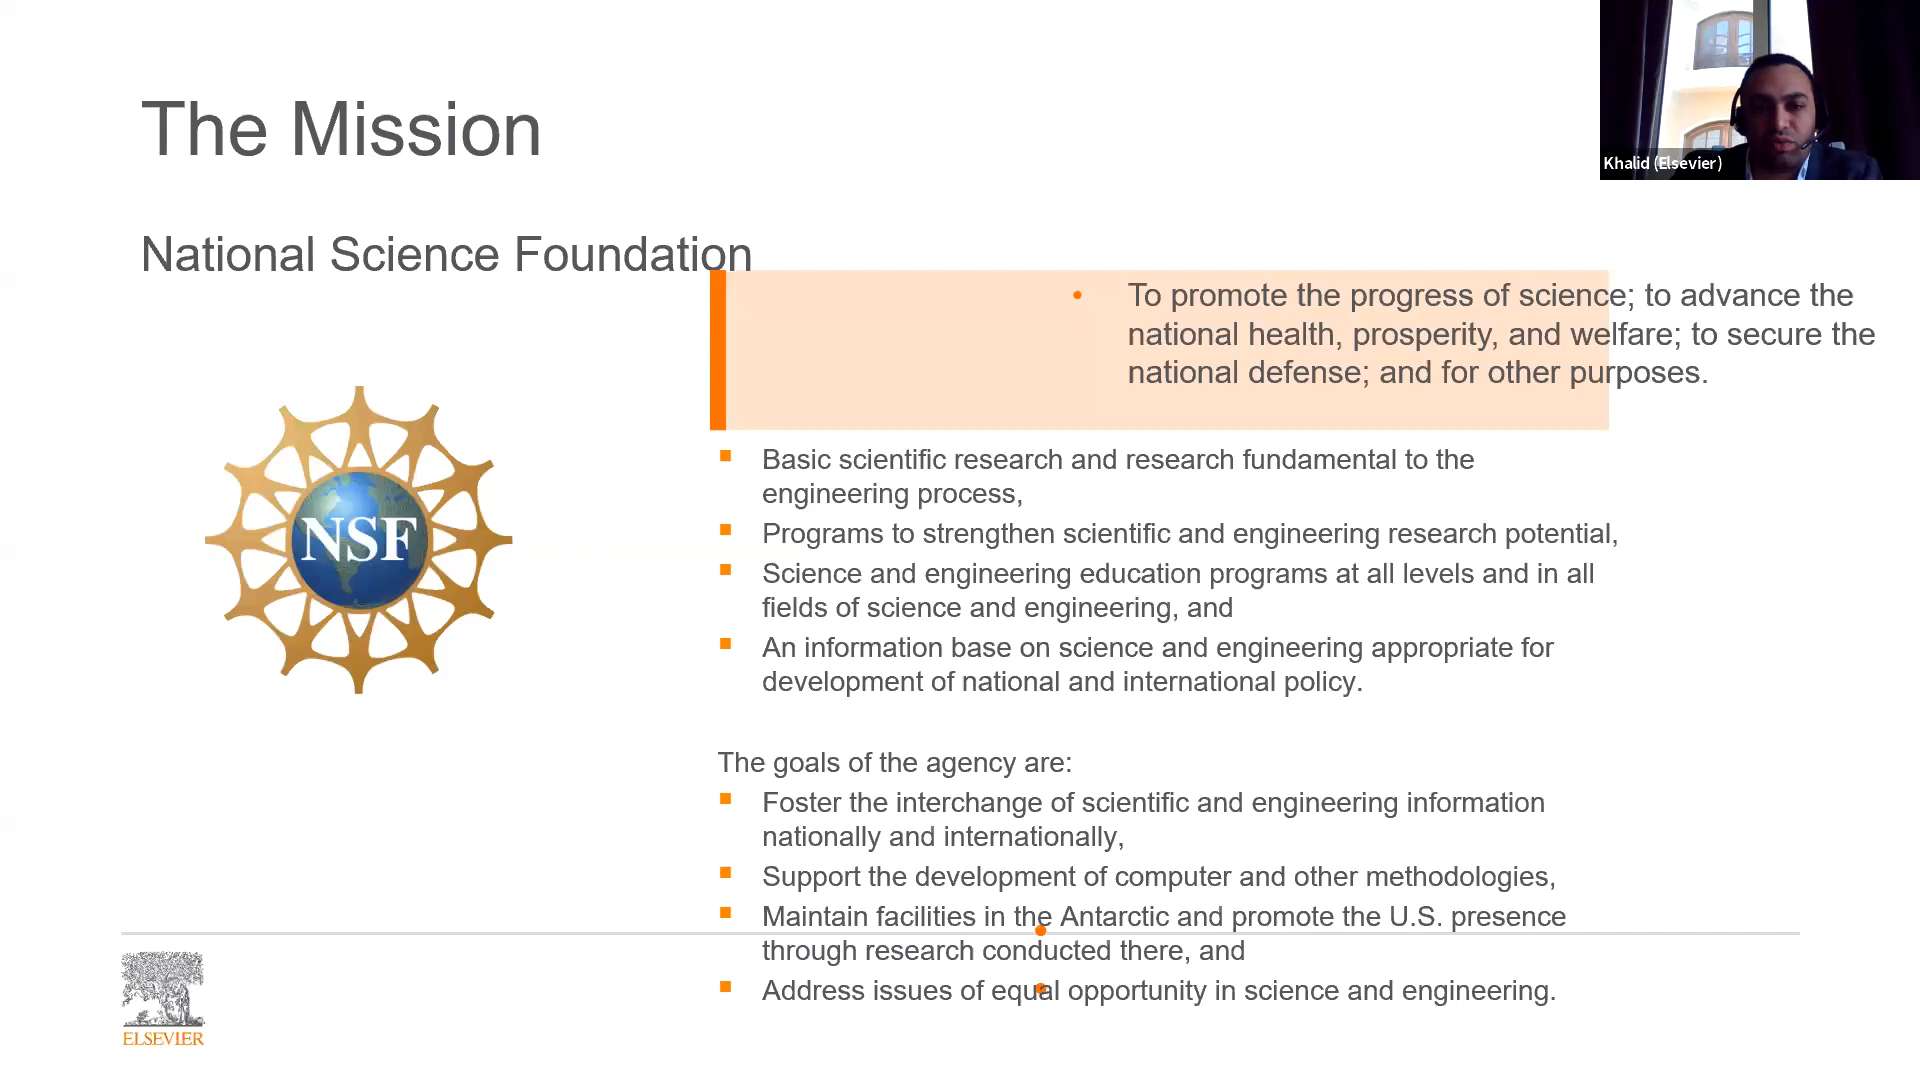 The Mission
Khalid (Elsevier)
National Science Foundation
• To promote the progress of science; to advance the
national health, prosperity, and welfare; to secure the
national defense; and for other purposes.
NSF
▪ Basic scientific research and research fundamental to the
engineering process,
▪ Programs to strengthen scientific and engineering research potential,
▪ Science and engineering education programs at all levels and in all
fields of science and engineering, and
▪ An information base on science and engineering appropriate for
development of national and international policy.
The goals of the agency are:
▪ Foster the interchange of scientific and engineering information
nationally and internationally,
▪ Support the development of computer and other methodologies,
▪ Maintain facilities in the Antarctic and promote the U.S. presence
through research conducted there, and
▪ Address issues of equal opportunity in science and engineering.
ELSEVIER